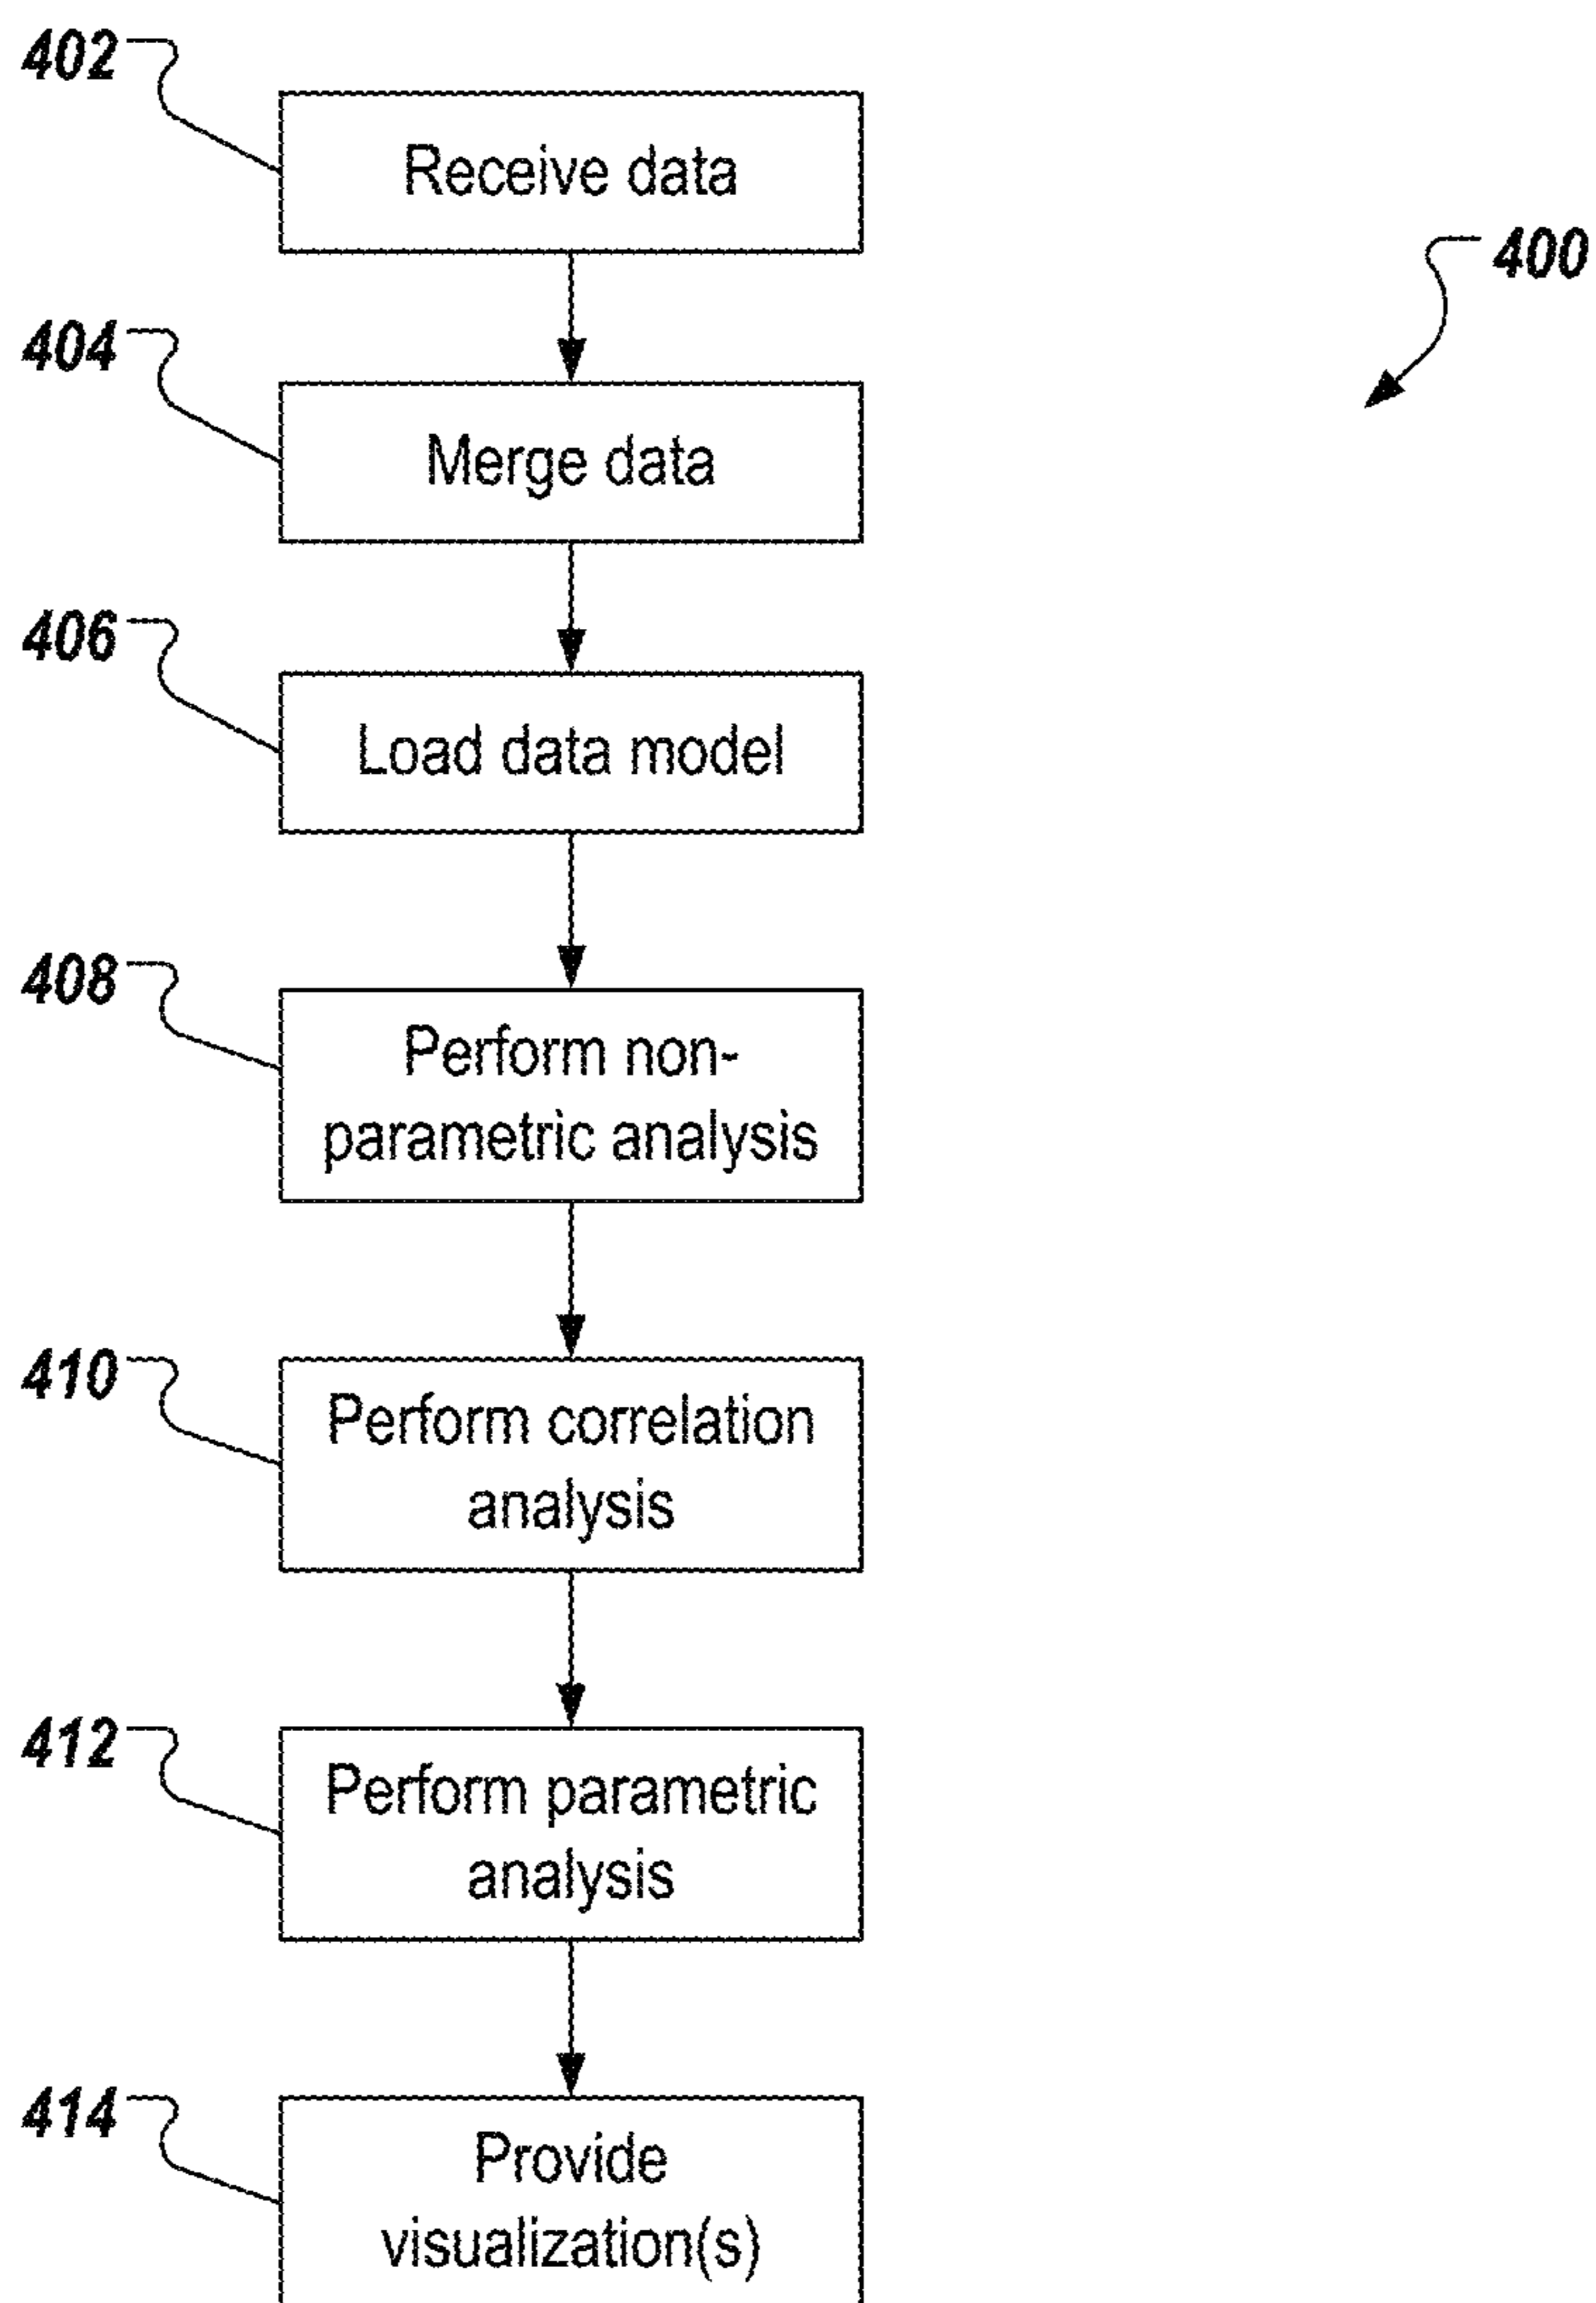 402
Receive data
400
404
Merge data
406
Load data model
408
Perform non-
parametric analysis
410
Perform correlation
analysis
412
Perform parametric
analysis
414
Provide
visualization(s)